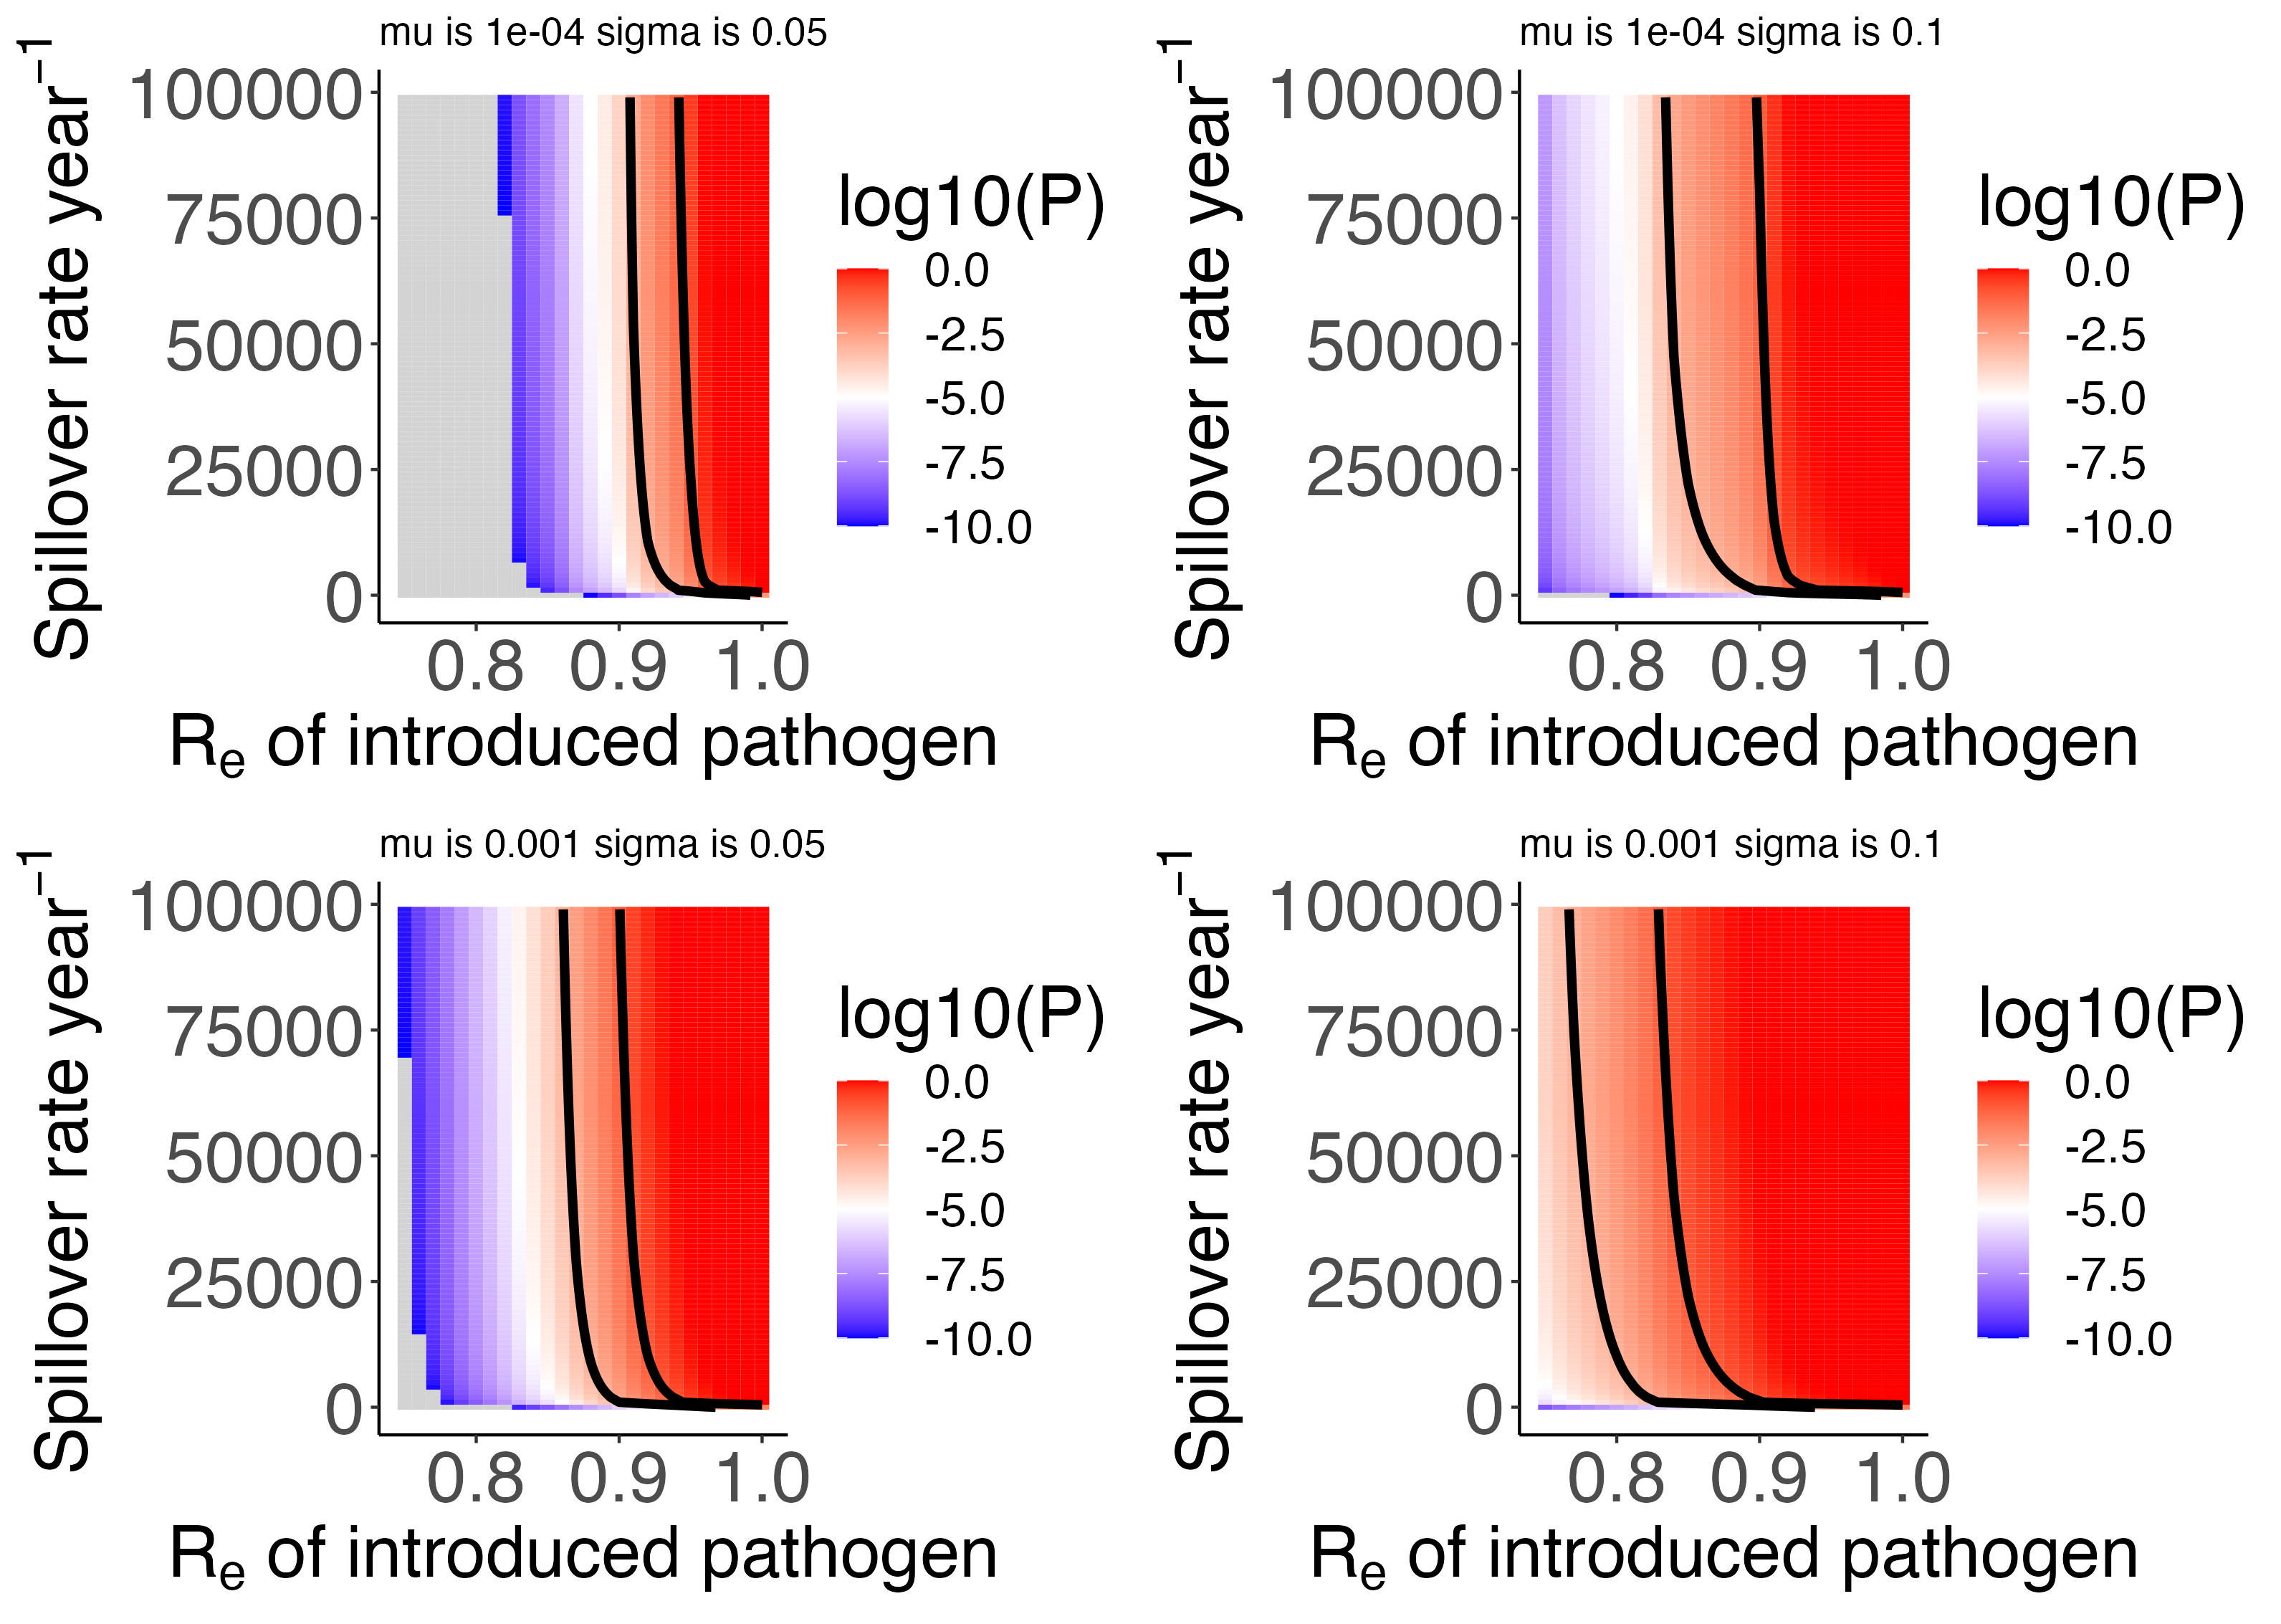 mu is 1e-04 sigma is 0.05
Spillover rate year⁻¹
100000
75000
50000
25000
0
0.8 0.9 1.0
Rₑ of introduced pathogen
log10(P)
0.0
-2.5
-5.0
-7.5
-10.0
mu is 1e-04 sigma is 0.1
Spillover rate year⁻¹
100000
75000
50000
25000
0
0.8 0.9 1.0
Rₑ of introduced pathogen
log10(P)
0.0
-2.5
-5.0
-7.5
-10.0
mu is 0.001 sigma is 0.05
Spillover rate year⁻¹
100000
75000
50000
25000
0
0.8 0.9 1.0
Rₑ of introduced pathogen
log10(P)
0.0
-2.5
-5.0
-7.5
-10.0
mu is 0.001 sigma is 0.1
Spillover rate year⁻¹
100000
75000
50000
25000
0
0.8 0.9 1.0
Rₑ of introduced pathogen
log10(P)
0.0
-2.5
-5.0
-7.5
-10.0